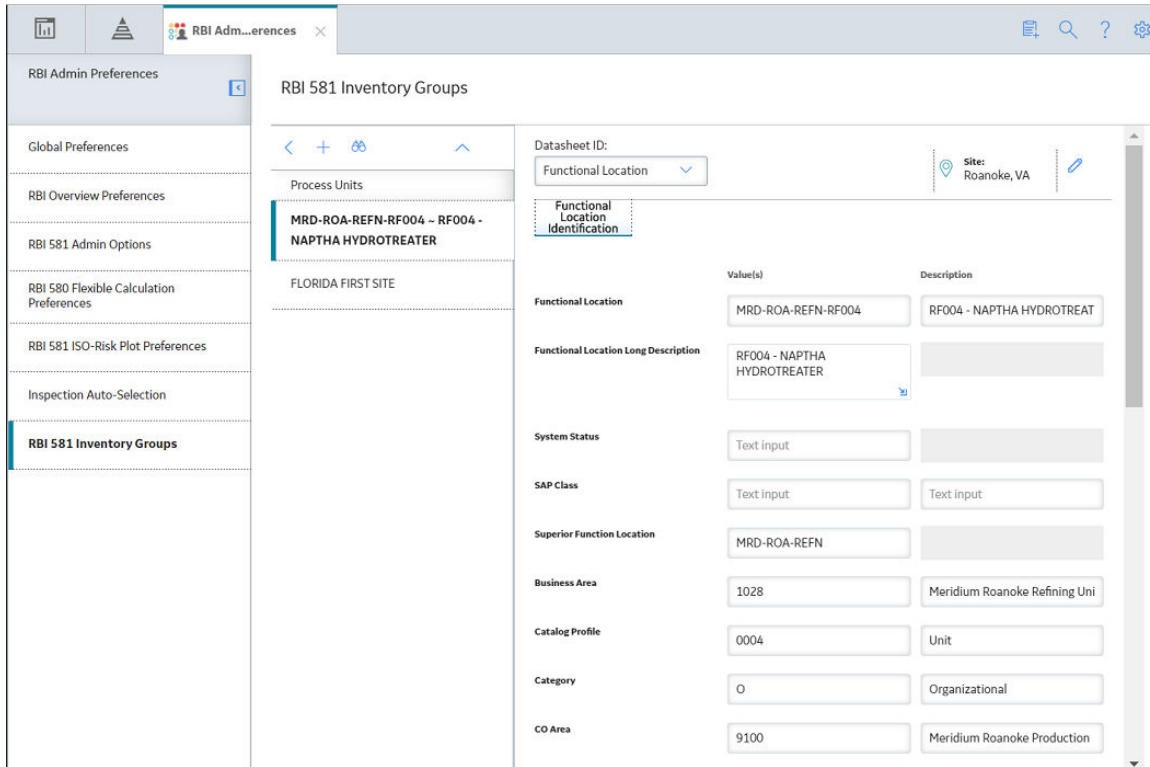 RBI Adm...erences
RBI Admin Preferences
RBI 581 Inventory Groups
Global Preferences
RBI Overview Preferences
RBI 581 Admin Options
RBI 580 Flexible Calculation
Preferences
RBI 581 ISO-Risk Plot Preferences
Inspection Auto-Selection
RBI 581 Inventory Groups
Process Units
MRD-ROA-REFN-RF004 ~ RF004 -
NAPTHA HYDROTREATER
FLORIDA FIRST SITE
Datasheet ID:
Functional Location
Site:
Roanoke, VA
Functional
Location
Identification
Value(s) Description
Functional Location MRD-ROA-REFN-RF004 RF004 - NAPTHA HYDROTREAT
Functional Location Long Description RF004 - NAPTHA
HYDROTREATER
System Status Text input
SAP Class Text input Text input
Superior Function Location MRD-ROA-REFN
Business Area 1028 Meridium Roanoke Refining Uni
Catalog Profile 0004 Unit
Category O Organizational
CO Area 9100 Meridium Roanoke Production